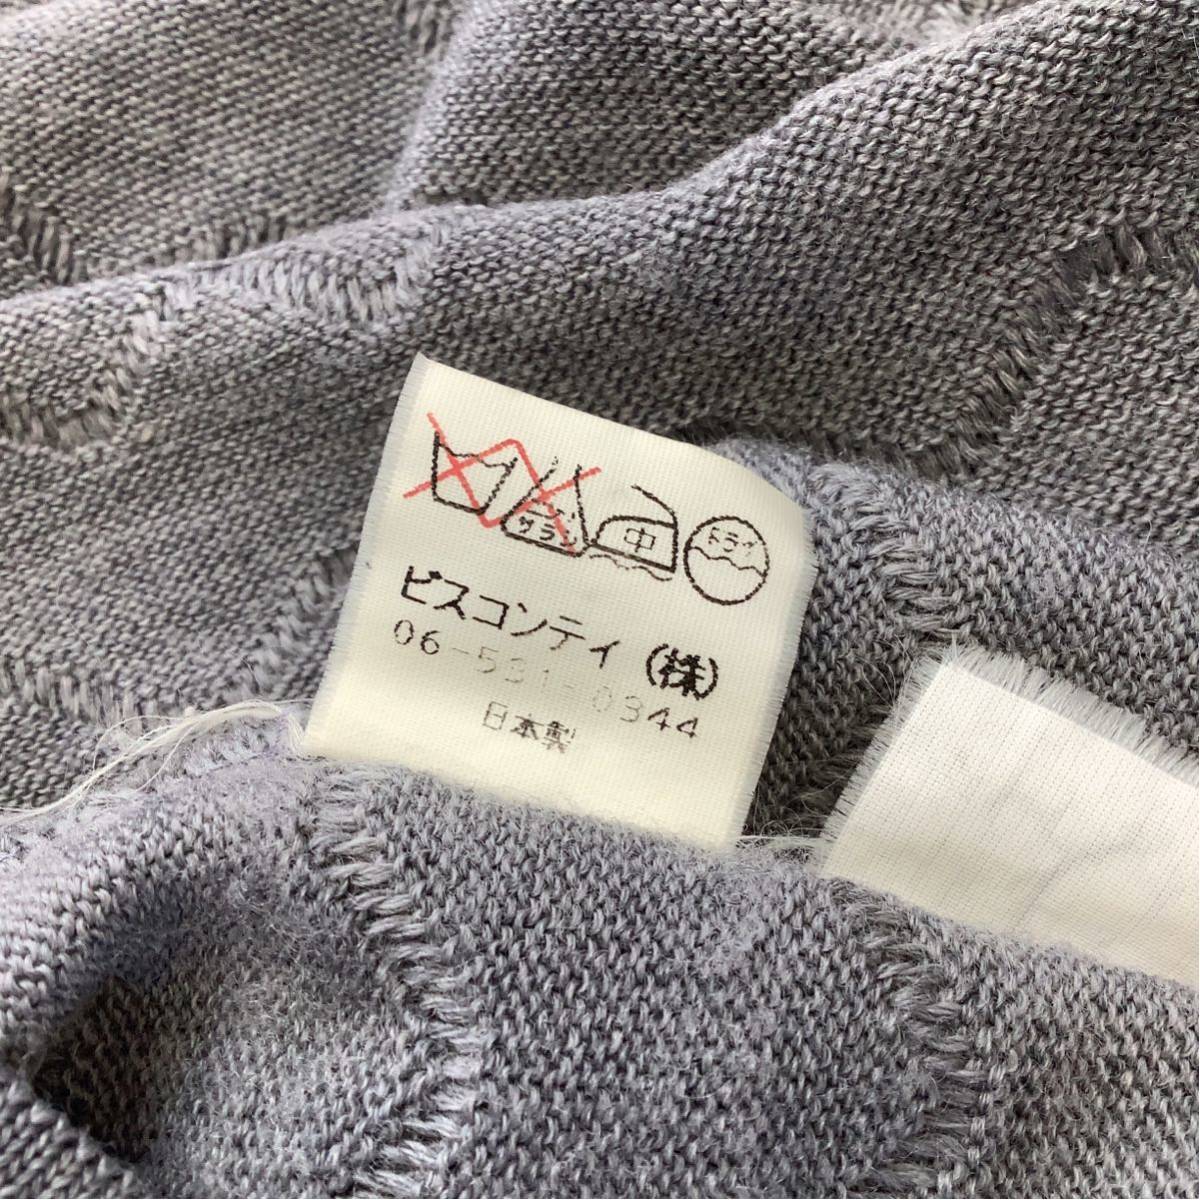 サラシ 中 ドライ
ビスコンティ (株)
06-531-0344
日本製